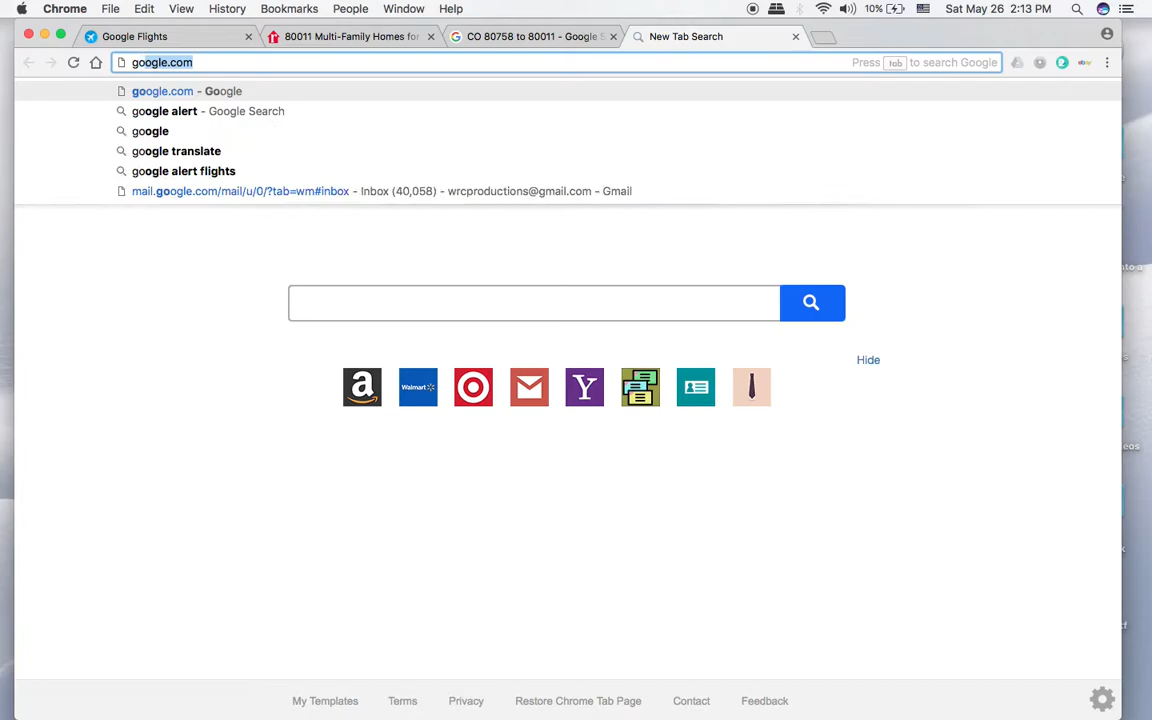 Chrome File Edit View History Bookmarks People Window Help 10% Sat May 26 2:13 PM
Google Flights 80011 Multi-Family Homes for CO 80758 to 80011 - Google S New Tab Search
google.com Press tab to search Google
google.com - Google
google alert - Google Search
google
google translate
google alert flights
mail.google.com/mail/u/0/?tab=wm#inbox - Inbox (40,058) - wrcproductions@gmail.com - Gmail
Hide
a Walmart Y
nto a
eos
My Templates Terms Privacy Restore Chrome Tab Page Contact Feedback